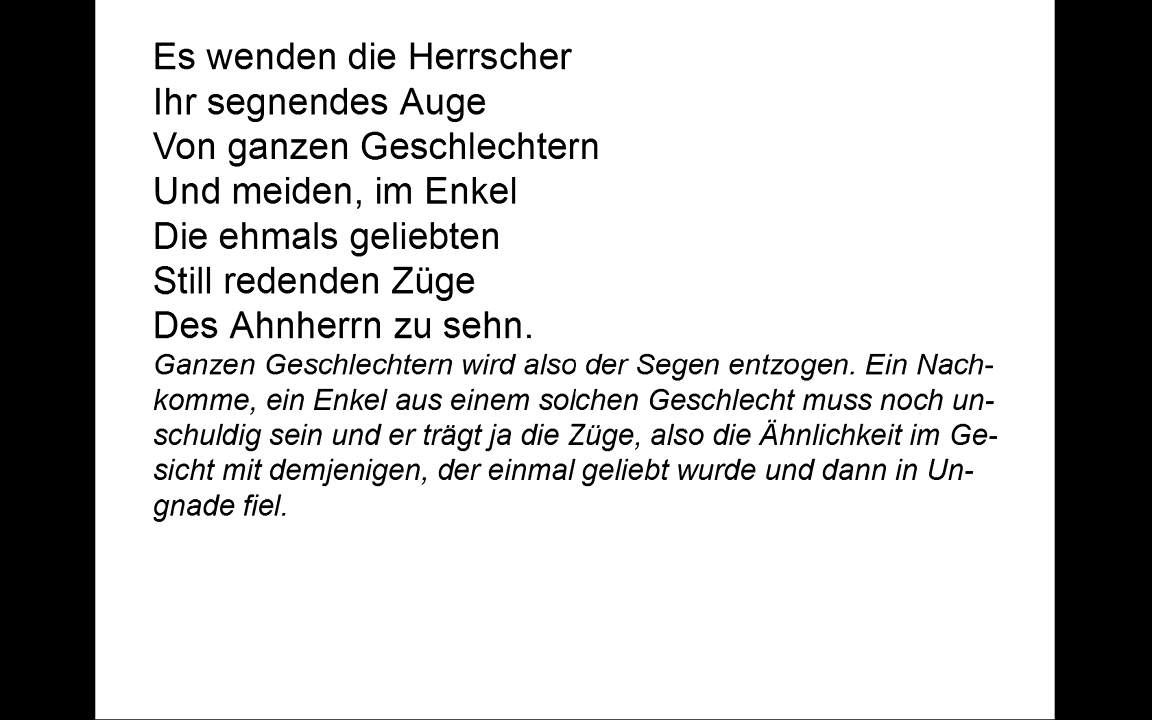 Es wenden die Herrscher
Ihr segnendes Auge
Von ganzen Geschlechtern
Und meiden, im Enkel
Die ehmals geliebten
Still redenden Züge
Des Ahnherrn zu sehn.
Ganzen Geschlechtern wird also der Segen entzogen. Ein Nach-
komme, ein Enkel aus einem solchen Geschlecht muss noch un-
schuldig sein und er trägt ja die Züge, also die Ähnlichkeit im Ge-
sicht mit demjenigen, der einmal geliebt wurde und dann in Un-
gnade fiel.